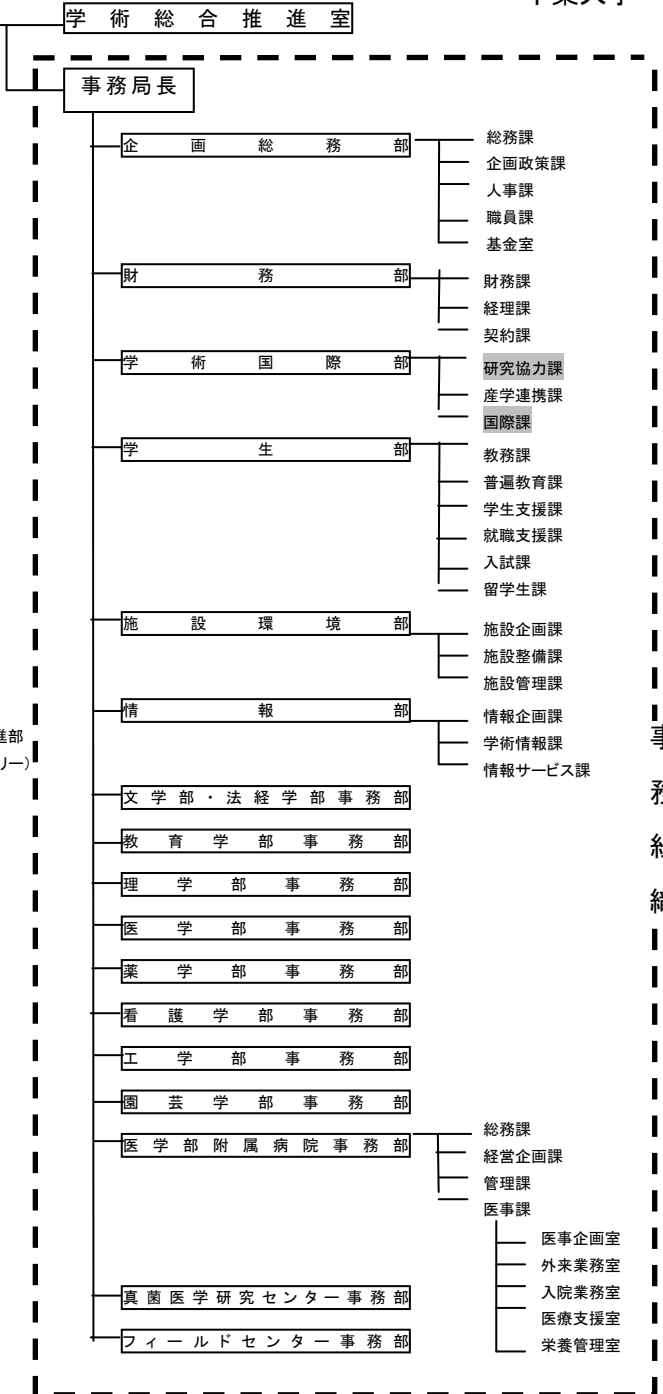 学術総合推進室
事務局長
企画総務部
総務課
企画政策課
人事課
職員課
基金室
財務部
財務課
経理課
契約課
学術国際部
研究協力課
産学連携課
国際課
学生部
教務課
普遍教育課
学生支援課
就職支援課
入試課
留学生課
施設環境部
施設企画課
施設整備課
施設管理課
情報部
情報企画課
学術情報課
情報サービス課
進部
リー)
事
務
組
織
文学部・法経学部事務部
教育学部事務部
理学部事務部
医学部事務部
薬学部事務部
看護学部事務部
工学部事務部
園芸学部事務部
医学部附属病院事務部
総務課
経営企画課
管理課
医事課
医事企画室
外来業務室
入院業務室
医療支援室
栄養管理室
真菌医学研究センター事務部
フィールドセンター事務部